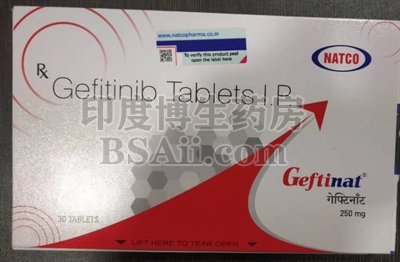 www.natcopharma.co.in
To verify this product peel
open the label here
NATCO
Rx Gefitinib Tablets I.P.
印度博生药房
BSAii.com
Geftinat®
गेफ्टिनॉट
250 mg
30 TABLETS
LIFT HERE TO TEAR OPEN